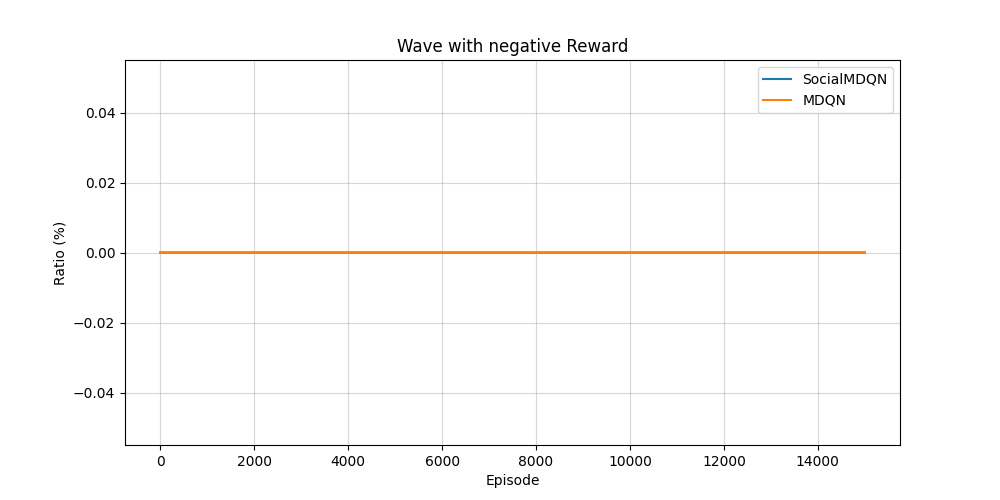 Wave with negative Reward
SocialMDQN
MDQN
Ratio (%)
0.04
0.02
0.00
−0.02
−0.04
0 2000 4000 6000 8000 10000 12000 14000
Episode